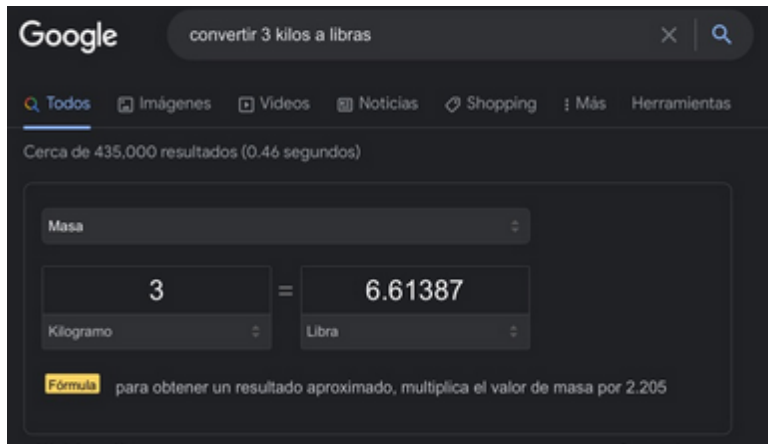 Google convertir 3 kilos a libras
Todos Imágenes Videos Noticias Shopping Más Herramientas
Cerca de 435,000 resultados (0.46 segundos)
Masa
3 = 6.61387
Kilogramo Libra
Fórmula para obtener un resultado aproximado, multiplica el valor de masa por 2.205